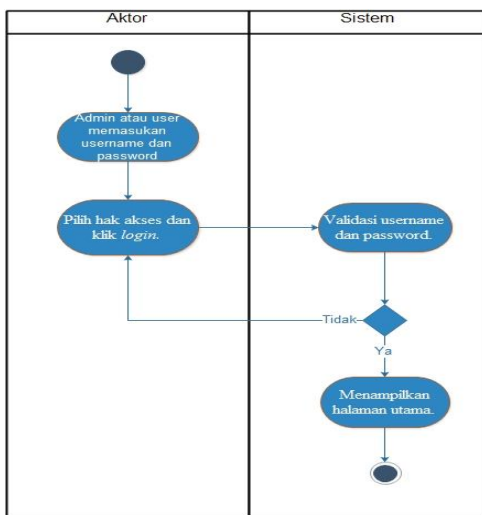 Aktor
Sistem
Admin atau user
memasukan
username dan
password
Pilih hak akses dan
klik login.
Validasi username
dan password.
Tidak
Ya
Menampilkan
halaman utama.